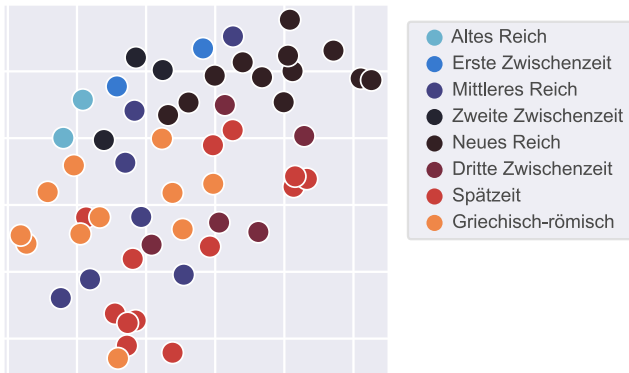 Altes Reich
Erste Zwischenzeit
Mittleres Reich
Zweite Zwischenzeit
Neues Reich
Dritte Zwischenzeit
Spätzeit
Griechisch-römisch